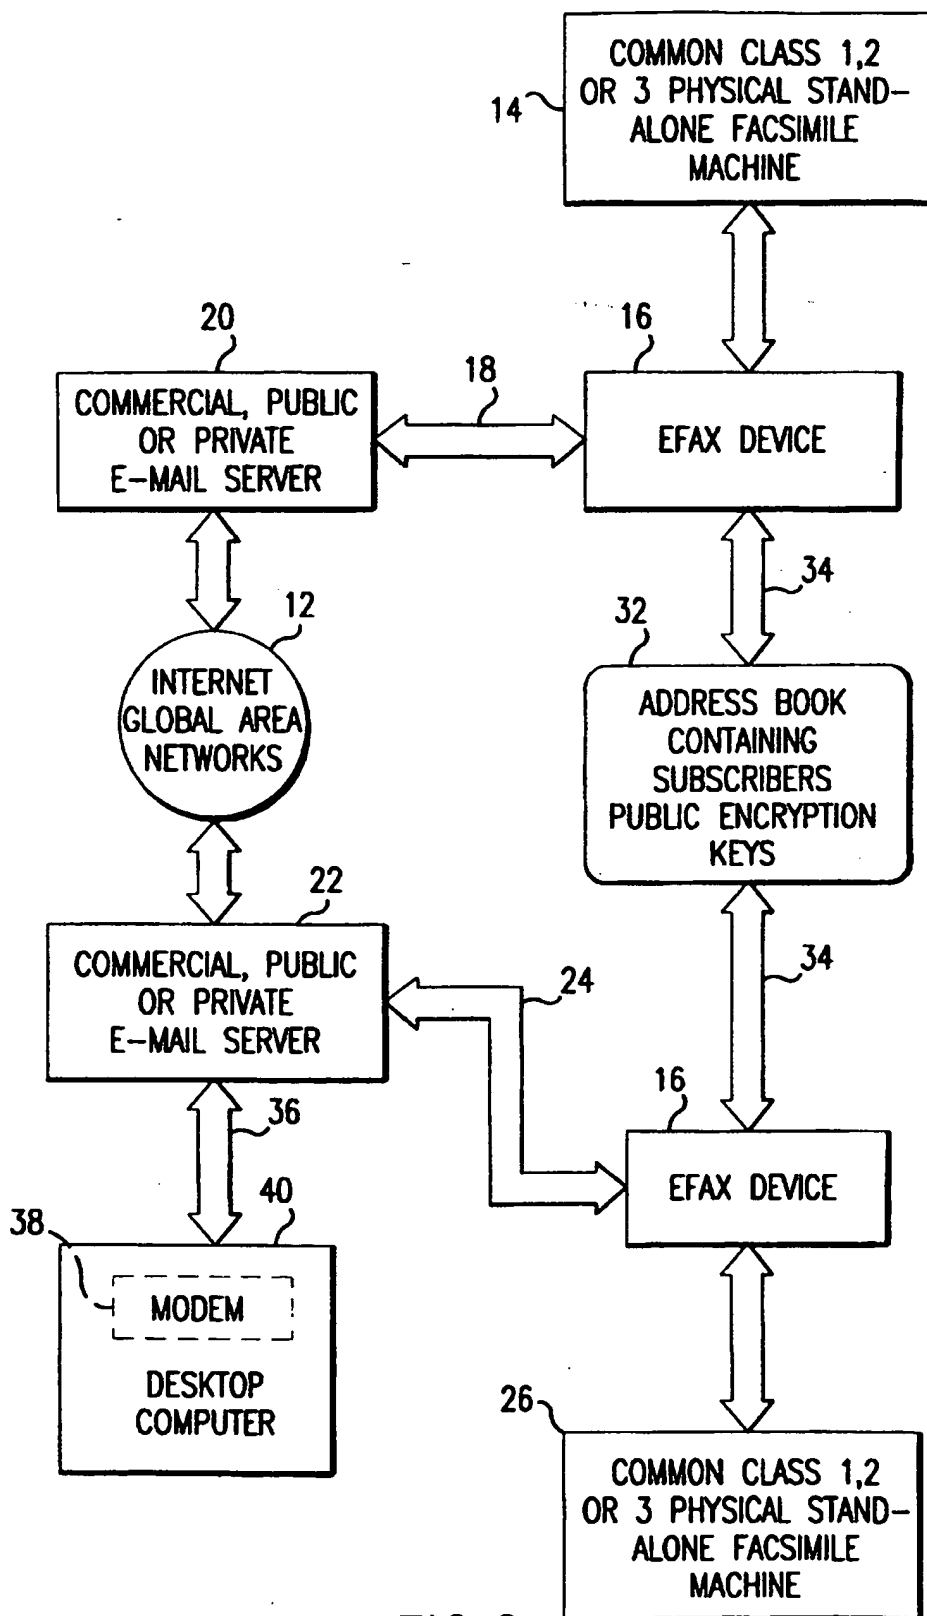 COMMON CLASS 1,2
OR 3 PHYSICAL STAND-
ALONE FACSIMILE
MACHINE
14
20
18
16
COMMERCIAL, PUBLIC
OR PRIVATE
E-MAIL SERVER
EFAX DEVICE
34
12
32
INTERNET
GLOBAL AREA
NETWORKS
ADDRESS BOOK
CONTAINING
SUBSCRIBERS
PUBLIC ENCRYPTION
KEYS
22
COMMERCIAL, PUBLIC
OR PRIVATE
E-MAIL SERVER
24
34
16
EFAX DEVICE
36
40
38
MODEM
DESKTOP
COMPUTER
26
COMMON CLASS 1,2
OR 3 PHYSICAL STAND-
ALONE FACSIMILE
MACHINE